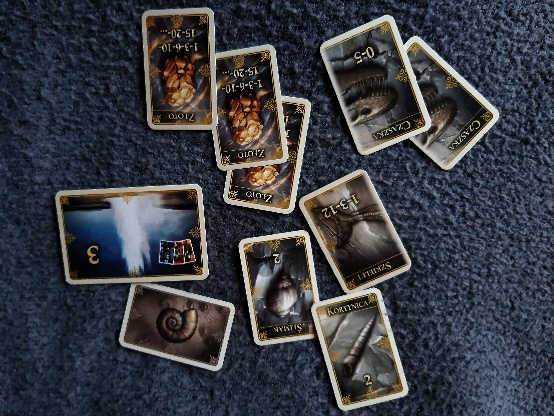 ZŁOTO
1-3-6-10-
15-20-...
ZŁOTO
1-3-6-10-
15-20-...
ZŁOTO
CZASZKA
0-5
CZASZKA
3
SZKIELET
1-3-12
ŚLIMAK
2
KORYTNICA
2